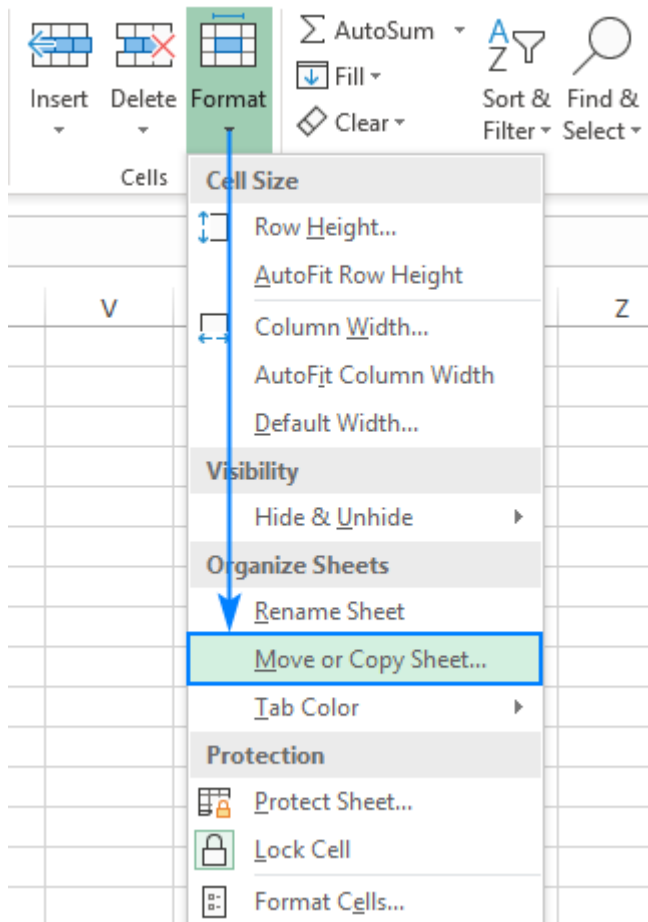 AutoSum
Fill
Clear
Insert Delete Format
Sort & Filter
Find & Select
Cells
Cell Size
Row Height...
AutoFit Row Height
V
Z
Column Width...
AutoFit Column Width
Default Width...
Visibility
Hide & Unhide
Organize Sheets
Rename Sheet
Move or Copy Sheet...
Tab Color
Protection
Protect Sheet...
Lock Cell
Format Cells...